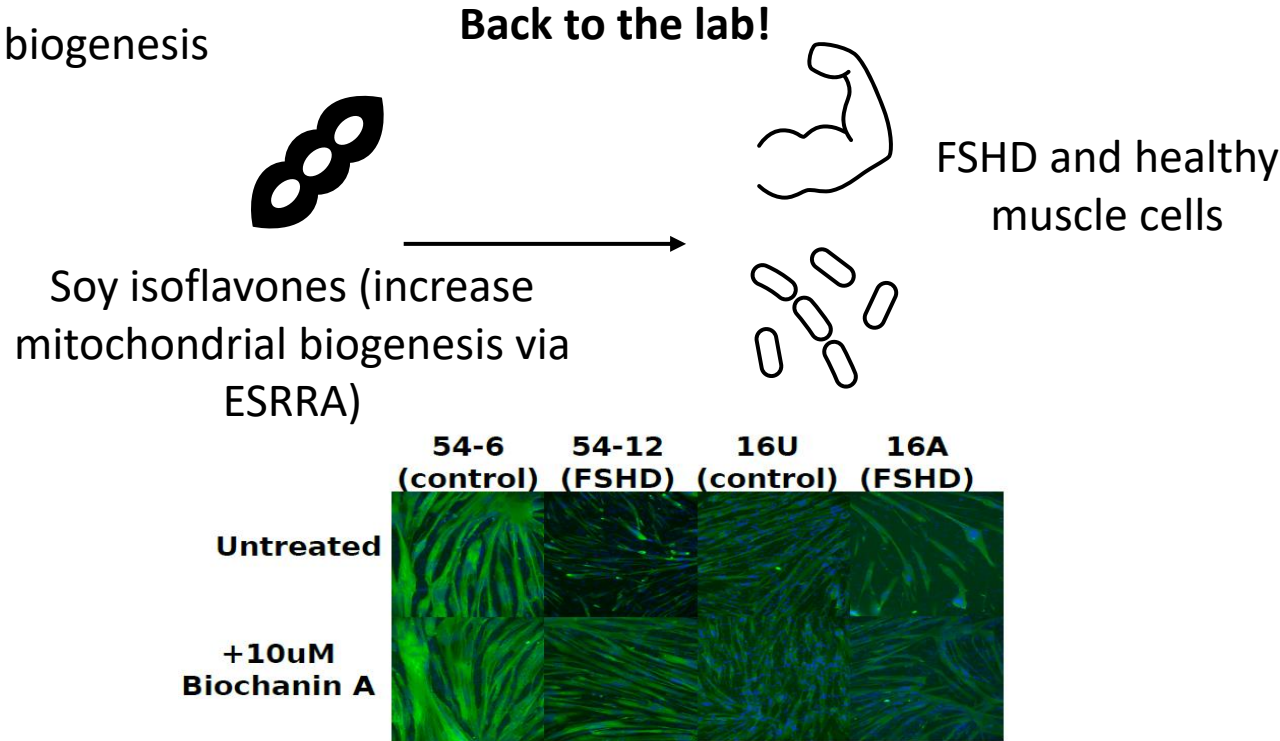 biogenesis
Back to the lab!
FSHD and healthy
muscle cells
Soy isoflavones (increase
mitochondrial biogenesis via
ESRRA)
54-6 54-12 16U 16A
(control) (FSHD) (control) (FSHD)
Untreated
+10uM
Biochanin A